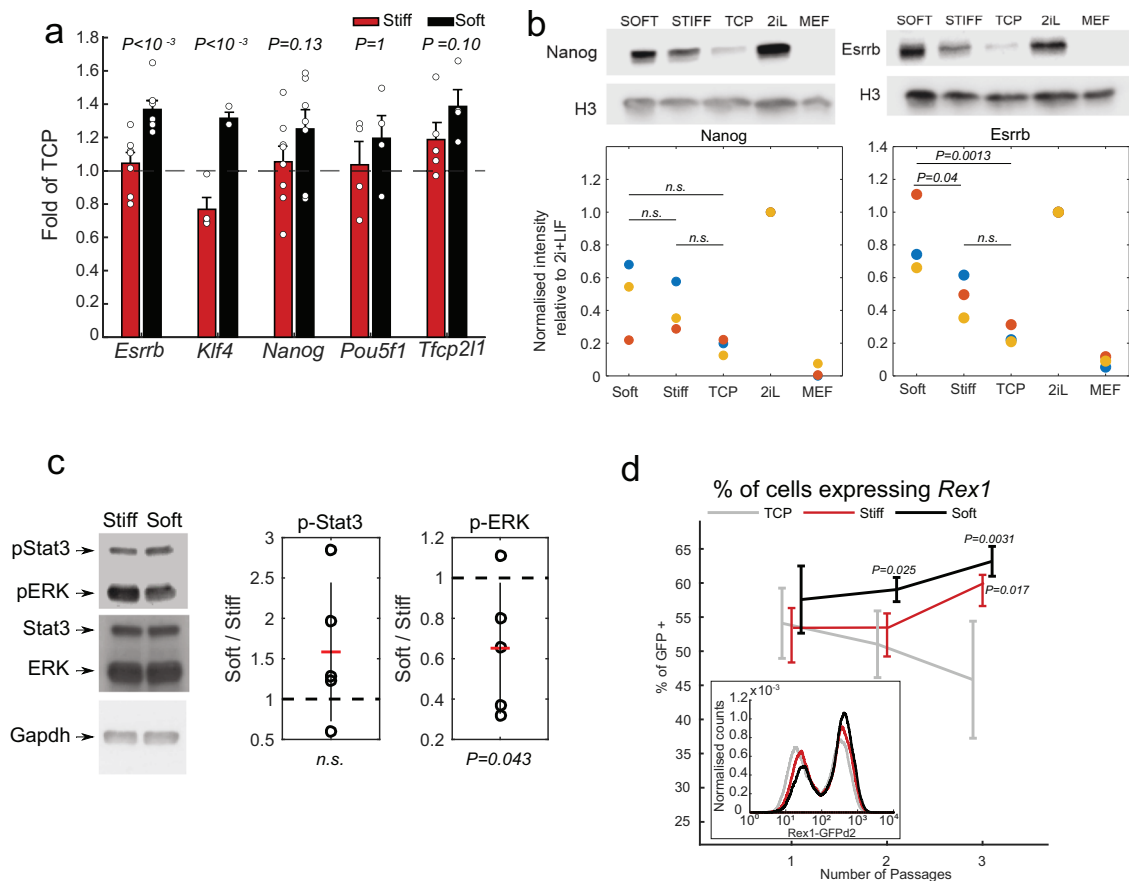 a
Stiff Soft
P<10 -3 P<10 -3 P=0.13 P=1 P =0.10
Fold of TCP
1.8
1.6
1.4
1.2
1.0
0.8
0.6
0.4
0.2
0
Esrrb Klf4 Nanog Pou5f1 Tfcp2l1
b
SOFT STIFF TCP 2iL MEF
Nanog
H3
SOFT STIFF TCP 2iL MEF
Esrrb
H3
Nanog
Normalised intensity
relative to 2i+LIF
1.4
1.2
1.0
0.8
0.6
0.4
0.2
0
n.s.
n.s.
n.s.
Soft Stiff TCP 2iL MEF
Esrrb
1.4
1.2
1.0
0.8
0.6
0.4
0.2
0
P=0.0013
P=0.04
n.s.
Soft Stiff TCP 2iL MEF
c
Stiff Soft
pStat3
pERK
Stat3
ERK
Gapdh
p-Stat3
Soft / Stiff
3
2.5
2
1.5
1
0.5
n.s.
p-ERK
Soft / Stiff
1.2
1
0.8
0.6
0.4
0.2
P=0.043
d
% of cells expressing Rex1
TCP Stiff Soft
% of GFP +
65
60
55
50
45
40
35
30
25
P=0.025
P=0.0031
P=0.017
1.2×10-3
Normalised counts
1.0
0.8
0.6
0.4
0.2
0
10⁰ 10¹ 10² 10³ 10⁴
Rex1-GFPd2
1 2 3
Number of Passages